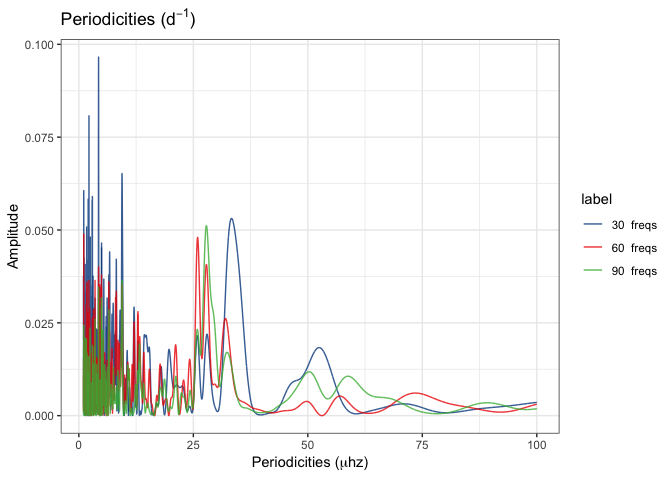 Periodicities (d⁻¹)
0.100
0.075
0.050
0.025
0.000
Amplitude
0 25 50 75 100
Periodicities (μhz)
label
30 freqs
60 freqs
90 freqs